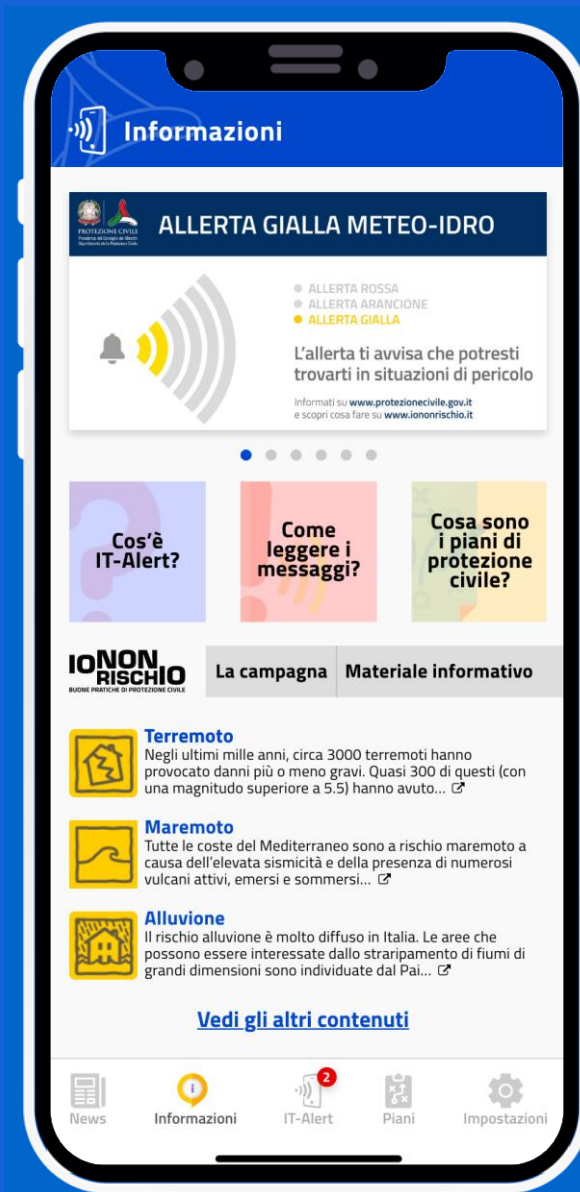 Informazioni
PROTEZIONE CIVILE
Presidenza del Consiglio dei Ministri
Dipartimento della Protezione Civile
ALLERTA GIALLA METEO-IDRO
ALLERTA ROSSA
ALLERTA ARANCIONE
ALLERTA GIALLA
L'allerta ti avvisa che potresti
trovarti in situazioni di pericolo
Informati su www.protezionecivile.gov.it
e scopri cosa fare su www.iononrischio.it
Cos'è
IT-Alert?
Come
leggere i
messaggi?
Cosa sono
i piani di
protezione
civile?
IO NON
RISCHIO
BUONE PRATICHE DI PROTEZIONE CIVILE
La campagna
Materiale informativo
Terremoto
Negli ultimi mille anni, circa 3000 terremoti hanno
provocato danni più o meno gravi. Quasi 300 di questi (con
una magnitudo superiore a 5.5) hanno avuto...
Maremoto
Tutte le coste del Mediterraneo sono a rischio maremoto a
causa dell'elevata sismicità e della presenza di numerosi
vulcani attivi, emersi e sommersi...
Alluvione
Il rischio alluvione è molto diffuso in Italia. Le aree che
possono essere interessate dallo straripamento di fiumi di
grandi dimensioni sono individuate dal Pai...
Vedi gli altri contenuti
2
News
Informazioni
IT-Alert
Piani
Impostazioni